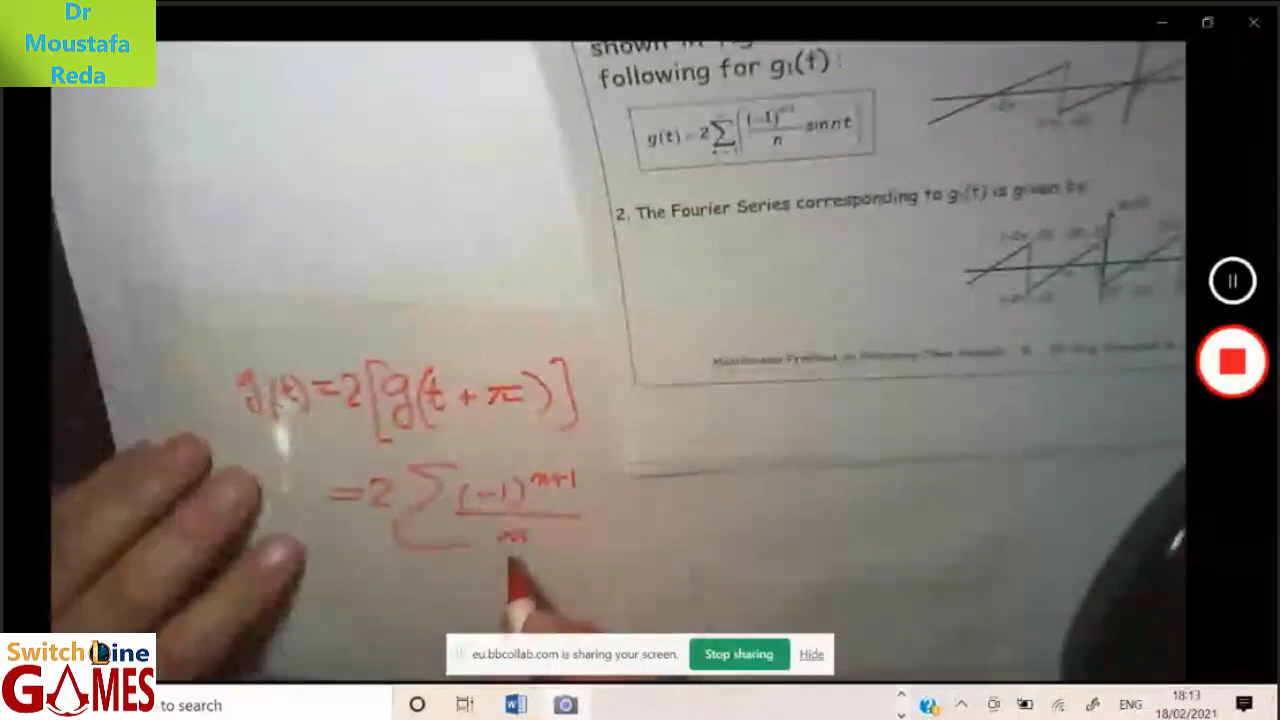 Dr
Moustafa
Reda
following for g₁(t) :
g(t) = 2∑((-1)ⁿ⁺¹/n sin nt)
2. The Fourier Series corresponding to g₁(t) is given by:
g₁(t) = 2[g(t + π)]
= 2 ∑ (-1)ⁿ⁺¹/n
eu.bbcollab.com is sharing your screen. Stop sharing Hide
Switch Line
GAMES
to search
ENG
18:13
18/02/2021